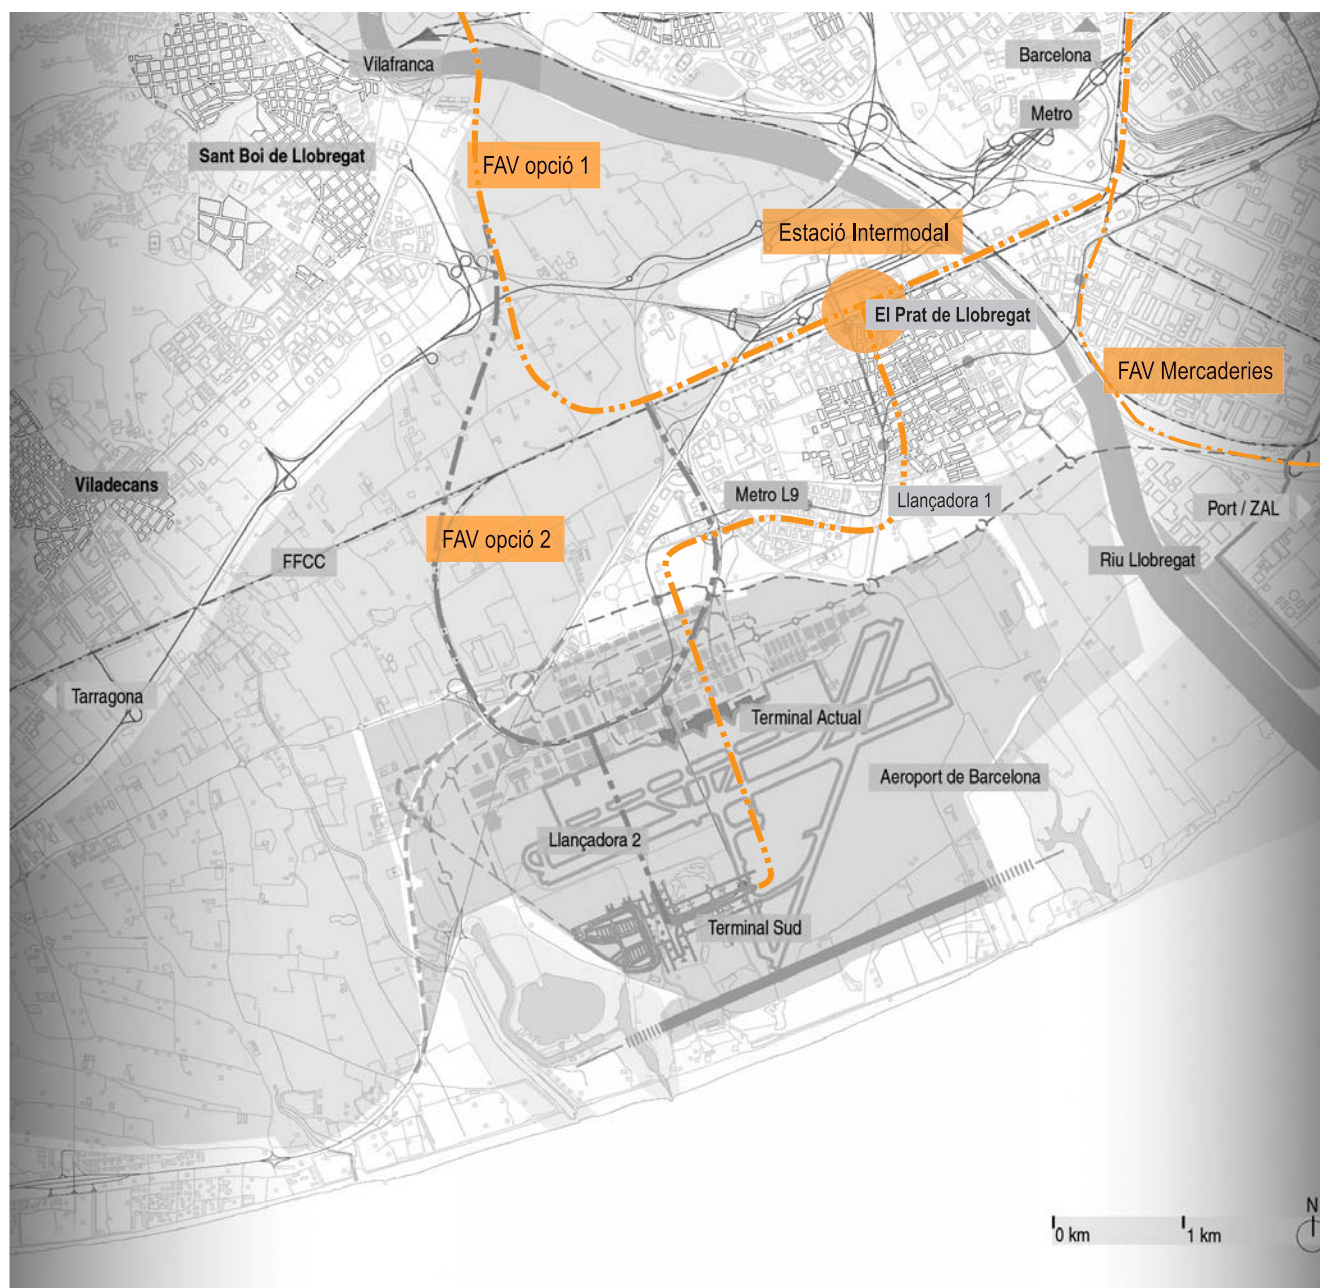 Barcelona
Vilafranca
Metro
Sant Boi de Llobregat
FAV opció 1
Estació Intermodal
El Prat de Llobregat
FAV Mercaderies
Viladecans
Metro L9
Llançadora 1
Port / ZAL
FAV opció 2
FFCC
Riu Llobregat
Tarragona
Terminal Actual
Aeroport de Barcelona
Llançadora 2
Terminal Sud
N
0 km
1 km